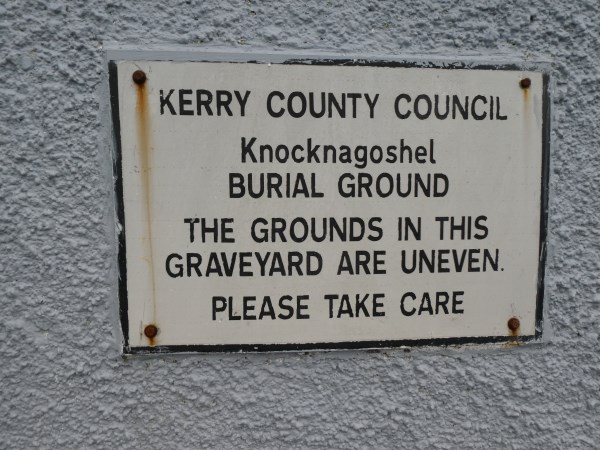 KERRY COUNTY COUNCIL
Knocknagoshel
BURIAL GROUND
THE GROUNDS IN THIS
GRAVEYARD ARE UNEVEN.
PLEASE TAKE CARE